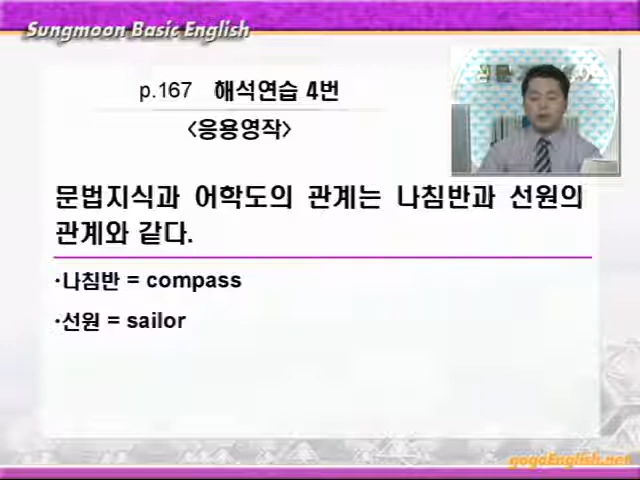 Sungmoon Basic English
p.167 해석연습 4번
<응용영작>
문법지식과 어학도의 관계는 나침반과 선원의
관계와 같다.
·나침반 = compass
·선원 = sailor
gogoEnglish.net